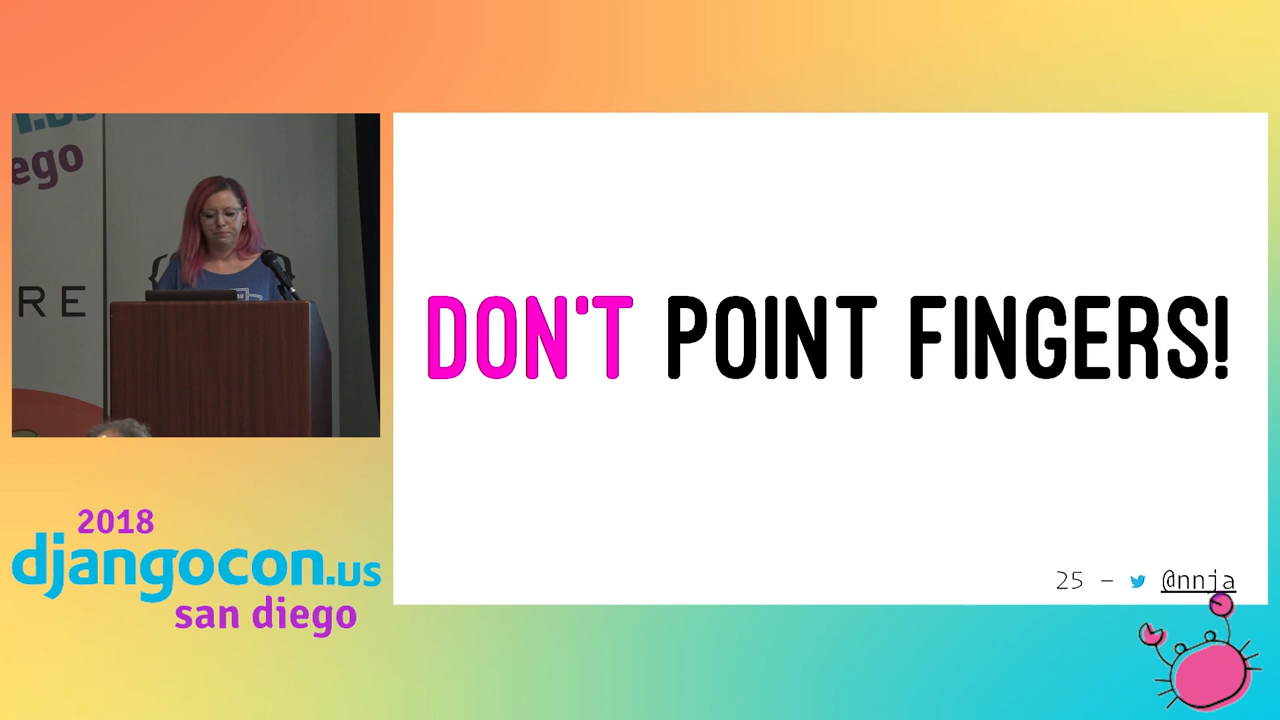 ego
RE
DON'T POINT FINGERS!
25 – @nnja
2018
djangocon.us
san diego